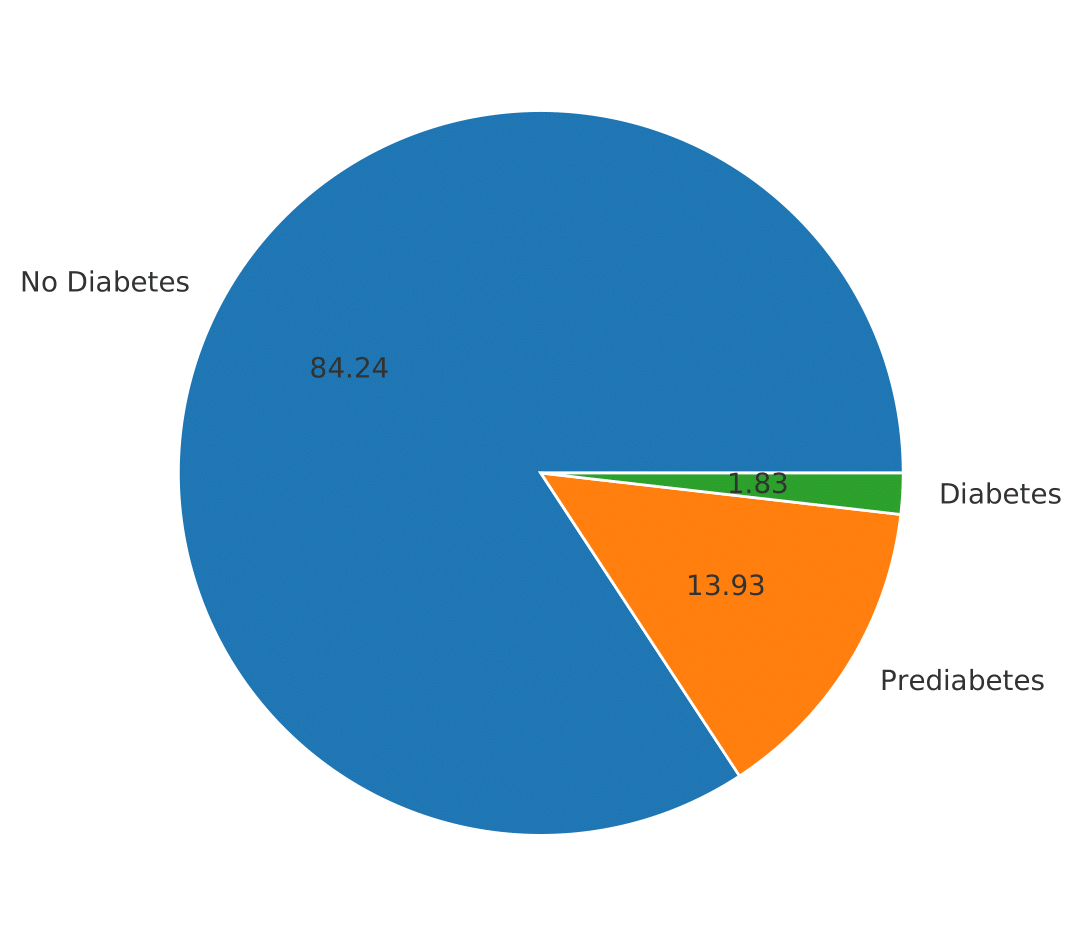 No Diabetes
84.24
1.83
Diabetes
13.93
Prediabetes